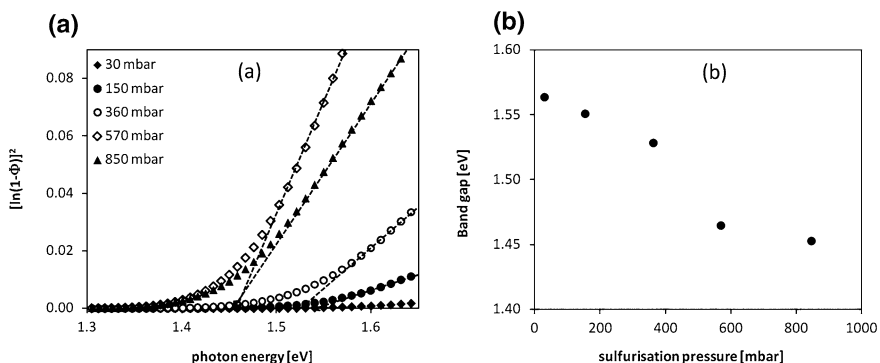 (a)
(a)
30 mbar
150 mbar
360 mbar
570 mbar
850 mbar
[ln(1-Φ)]²
0.08
0.06
0.04
0.02
0.00
1.3 1.4 1.5 1.6
photon energy [eV]
(b)
(b)
Band gap [eV]
1.60
1.55
1.50
1.45
1.40
0 200 400 600 800 1000
sulfurisation pressure [mbar]